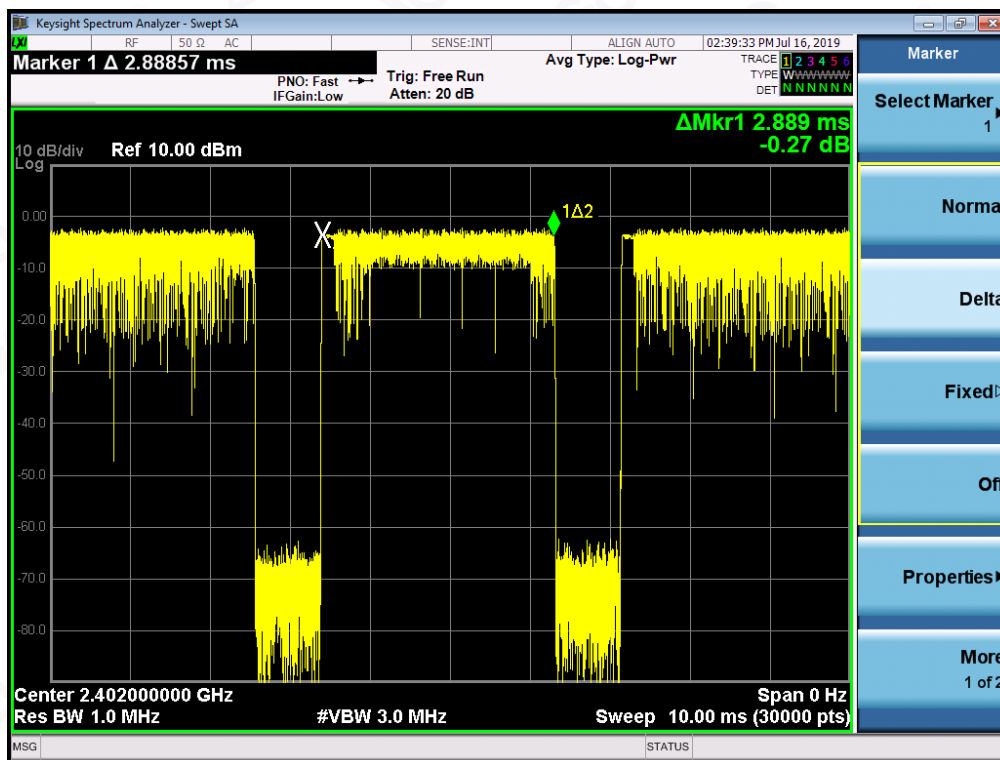 Keysight Spectrum Analyzer - Swept SA
LXI RF 50 Ω AC SENSE:INT ALIGN AUTO 02:39:33 PM Jul 16, 2019
Marker 1 Δ 2.88857 ms
PNO: Fast
IFGain:Low
Trig: Free Run
Atten: 20 dB
Avg Type: Log-Pwr
TRACE 1 2 3 4 5 6
TYPE W
DET N N N N N N
ΔMkr1 2.889 ms
-0.27 dB
10 dB/div Ref 10.00 dBm
Log
0.00
-10.0
-20.0
-30.0
-40.0
-50.0
-60.0
-70.0
-80.0
1Δ2
Center 2.402000000 GHz Span 0 Hz
Res BW 1.0 MHz #VBW 3.0 MHz Sweep 10.00 ms (30000 pts)
MSG STATUS
Marker
Select Marker
1
Norma
Delta
Fixed
Off
Properties
More
1 of 2